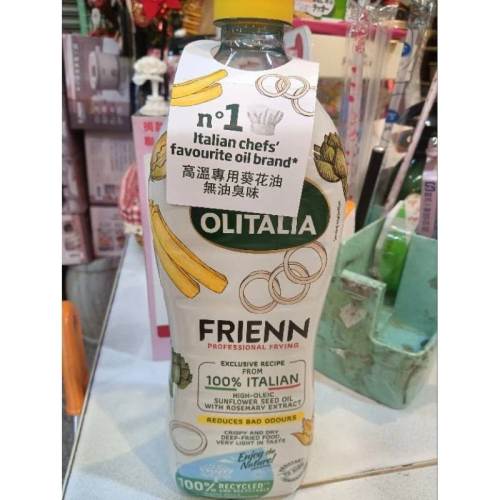 n°1
Italian chefs'
favourite oil brand*
高溫專用葵花油
無油臭味
OLITALIA
FRIENN
PROFESSIONAL FRYING
EXCLUSIVE RECIPE
FROM
100% ITALIAN
HIGH-OLEIC
SUNFLOWER SEED OIL
WITH ROSEMARY EXTRACT
REDUCES BAD ODOURS
CRISPY AND DRY
DEEP-FRIED FOOD,
VERY LIGHT IN TASTE
Enjoy the
Nature!
100% RECYCLED